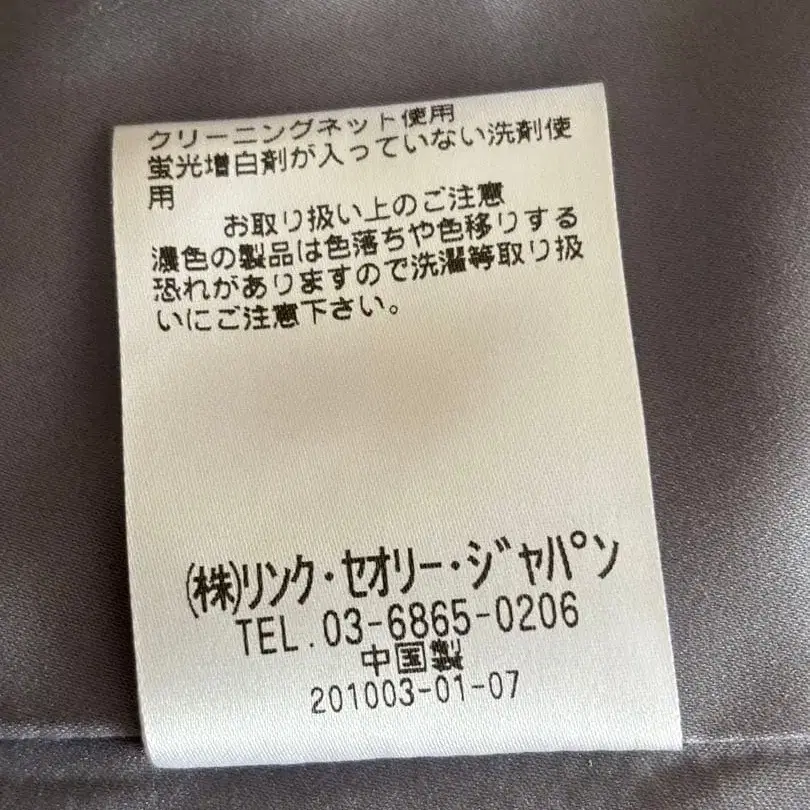 クリーニングネット使用
蛍光増白剤が入っていない洗剤使
用
お取り扱い上のご注意
濃色の製品は色落ちや色移りする
恐れがありますので洗濯等取り扱
いにご注意下さい。
(株)リンク・セオリー・ジャパン
TEL.03-6865-0206
中国製
201003-01-07